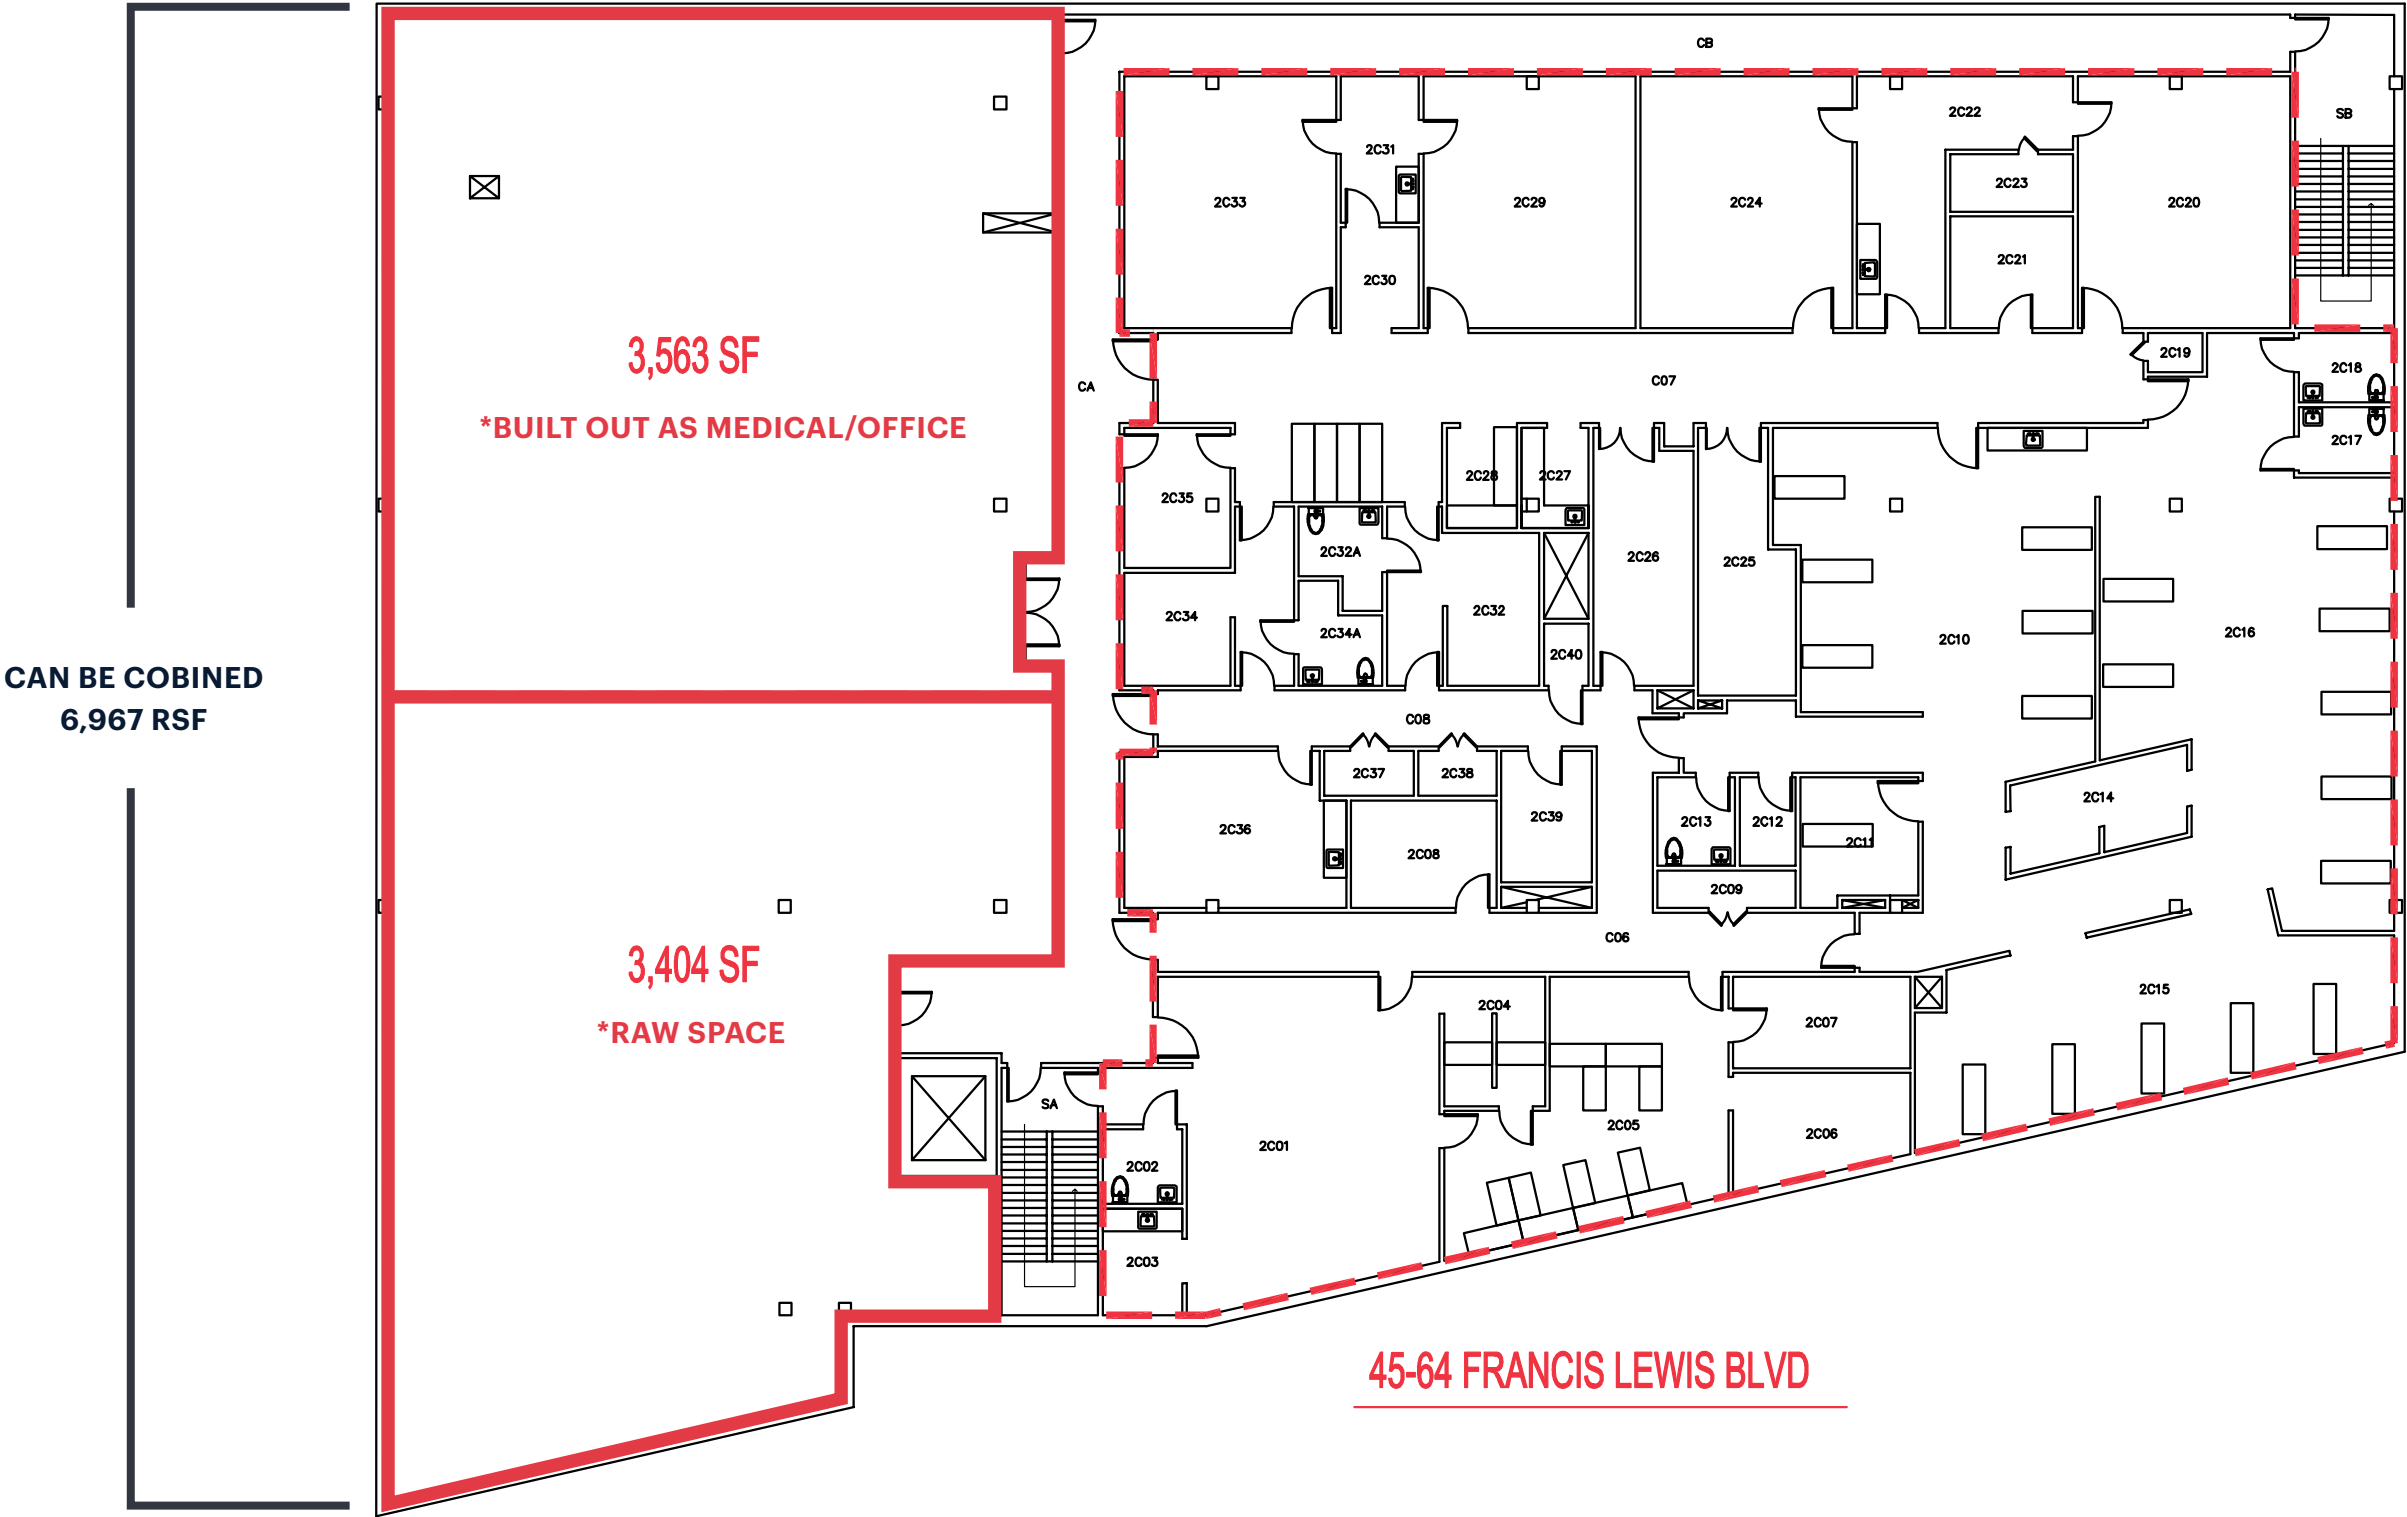 CB
2C22
SB
2C31
2C23
2C33
2C29
2C24
2C20
2C21
2C30
3,563 SF
*BUILT OUT AS MEDICAL/OFFICE
CA
C07
2C19
2C18
2C17
2C35
2C28
2C27
2C32A
2C26
2C25
2C34
2C32
2C34A
2C40
2C10
2C16
CAN BE COBINED
6,967 RSF
C08
2C37
2C38
2C39
2C36
2C08
2C13
2C12
2C11
2C14
2C09
C06
3,404 SF
*RAW SPACE
2C04
2C07
2C15
SA
2C01
2C05
2C06
2C02
2C03
45-64 FRANCIS LEWIS BLVD